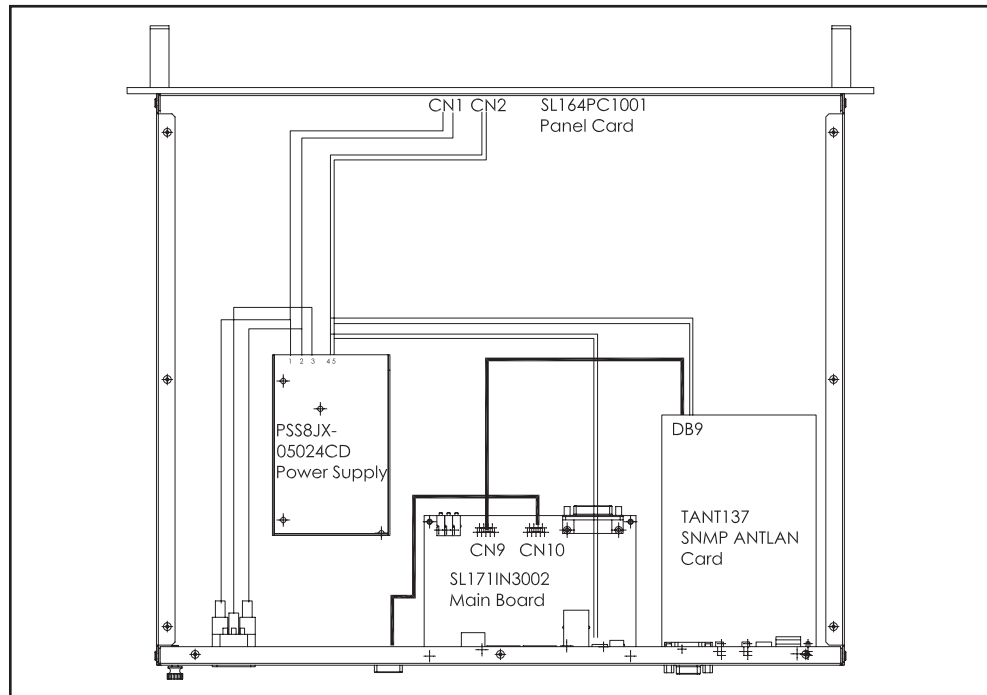 CN1 CN2
SL164PC1001
Panel Card
1 2 3 4 5
PSS8JX-
05024CD
Power Supply
DB9
TANT137
SNMP ANTLAN
Card
CN9 CN10
SL171IN3002
Main Board